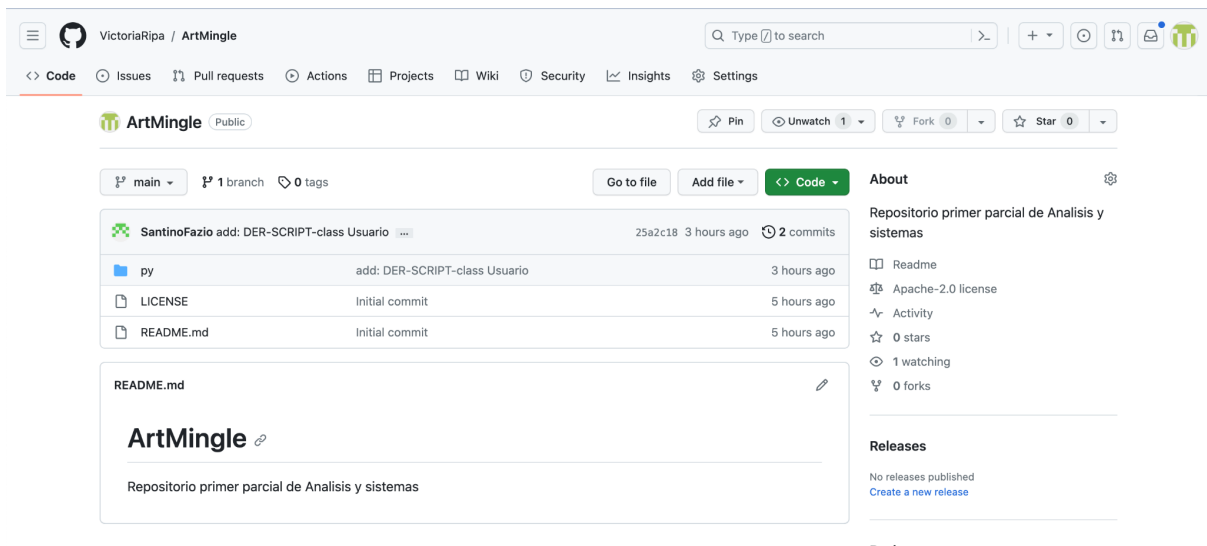 VictoriaRipa / ArtMingle
Type / to search
Code Issues Pull requests Actions Projects Wiki Security Insights Settings
ArtMingle Public
Pin Unwatch 1 Fork 0 Star 0
main 1 branch 0 tags
Go to file Add file Code
SantinoFazio add: DER-SCRIPT-class Usuario ... 25a2c18 3 hours ago 2 commits
py add: DER-SCRIPT-class Usuario 3 hours ago
LICENSE Initial commit 5 hours ago
README.md Initial commit 5 hours ago
README.md
ArtMingle
Repositorio primer parcial de Analisis y sistemas
About
Repositorio primer parcial de Analisis y
sistemas
Readme
Apache-2.0 license
Activity
0 stars
1 watching
0 forks
Releases
No releases published
Create a new release